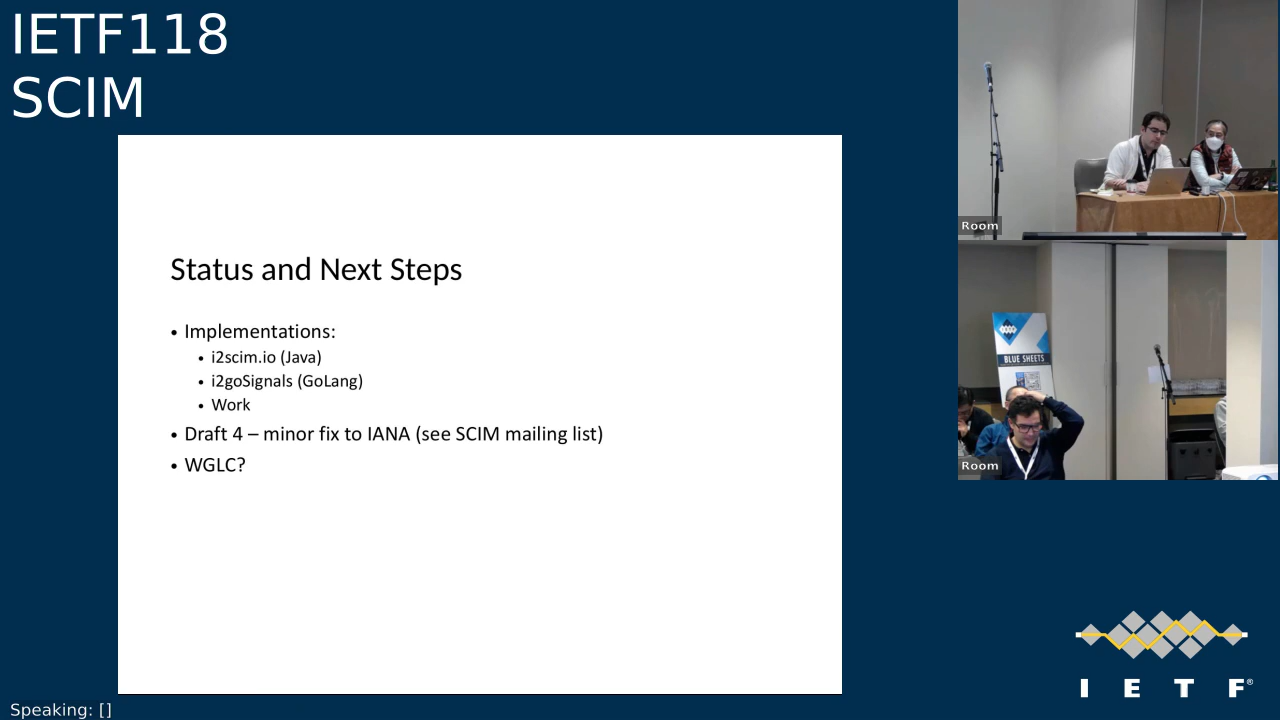 IETF118
SCIM
Status and Next Steps
• Implementations:
• i2scim.io (Java)
• i2goSignals (GoLang)
• Work
• Draft 4 – minor fix to IANA (see SCIM mailing list)
• WGLC?
Room
BLUE SHEETS
Room
I E T F®
Speaking: []